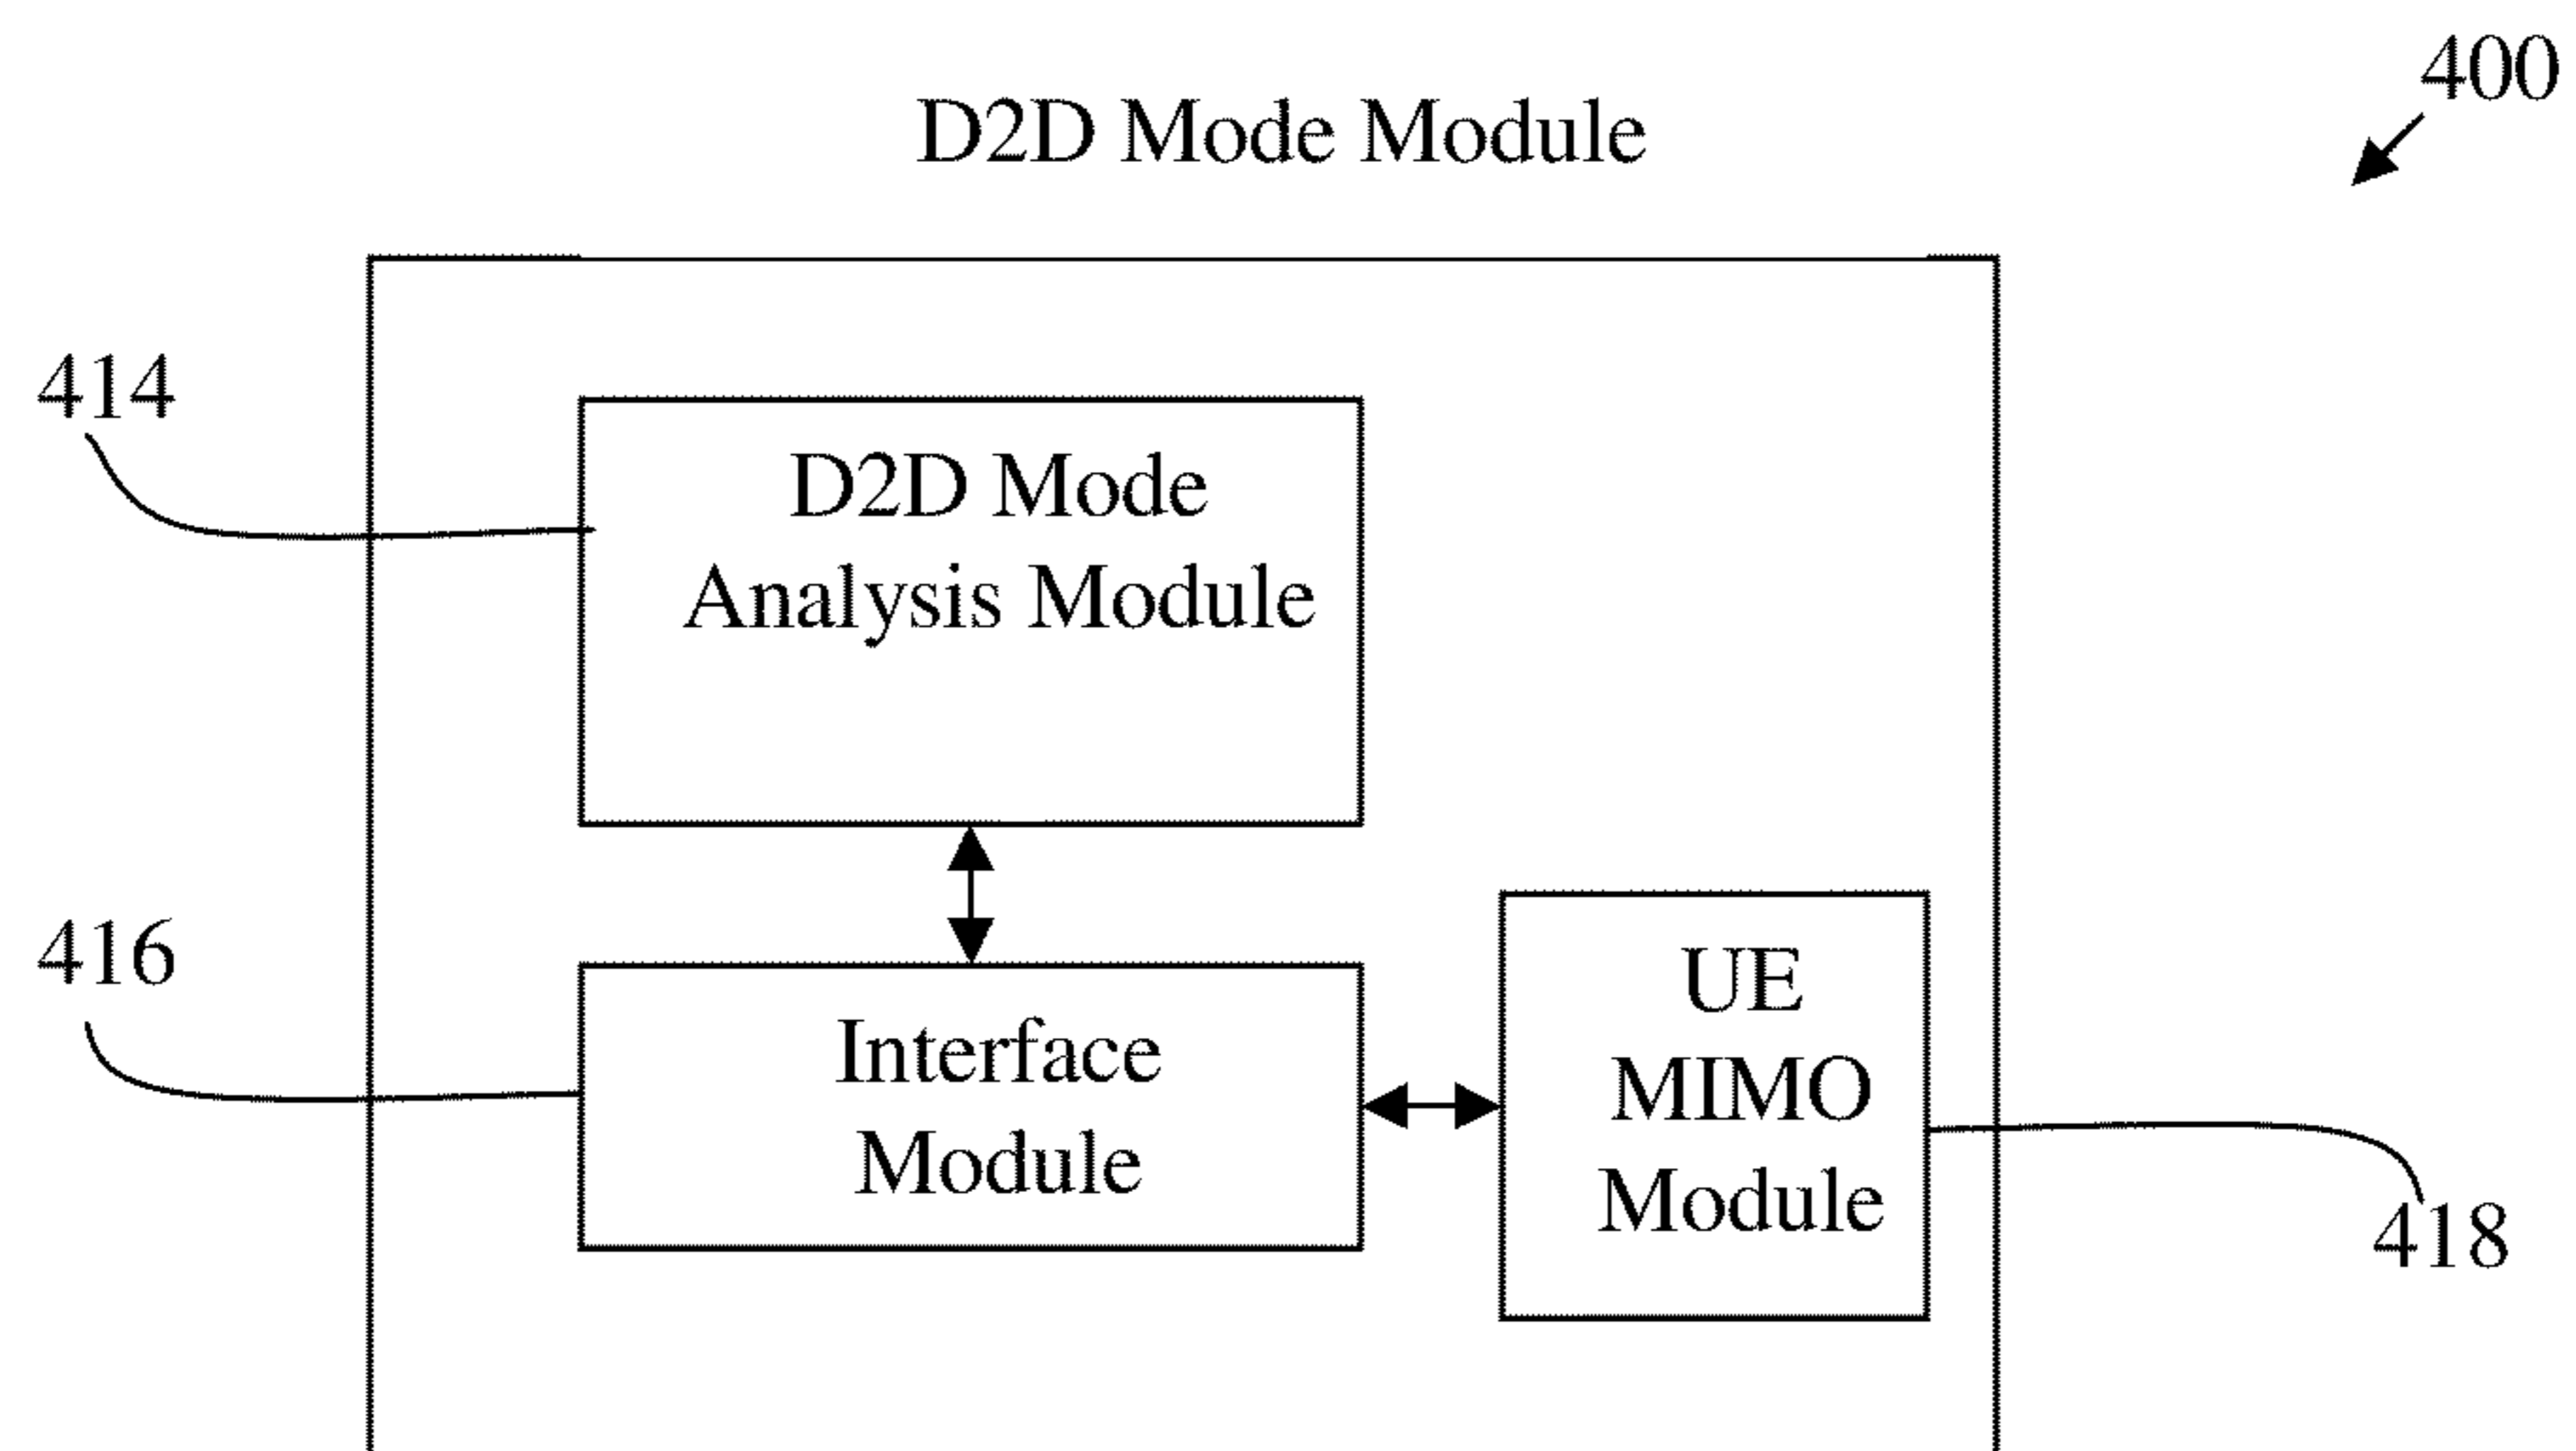 400
D2D Mode Module
414
D2D Mode
Analysis Module
416
Interface
Module
UE
MIMO
Module
418